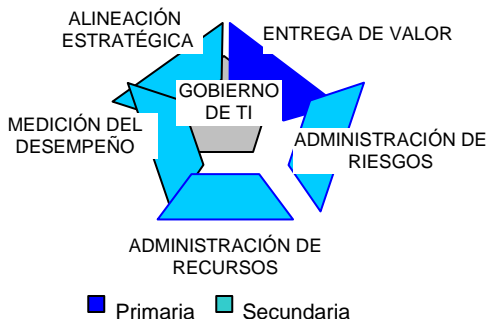 ALINEACIÓN
ESTRATÉGICA
ENTREGA DE VALOR
GOBIERNO
DE TI
MEDICIÓN DEL
DESEMPEÑO
ADMINISTRACIÓN DE
RIESGOS
ADMINISTRACIÓN DE
RECURSOS
Primaria Secundaria